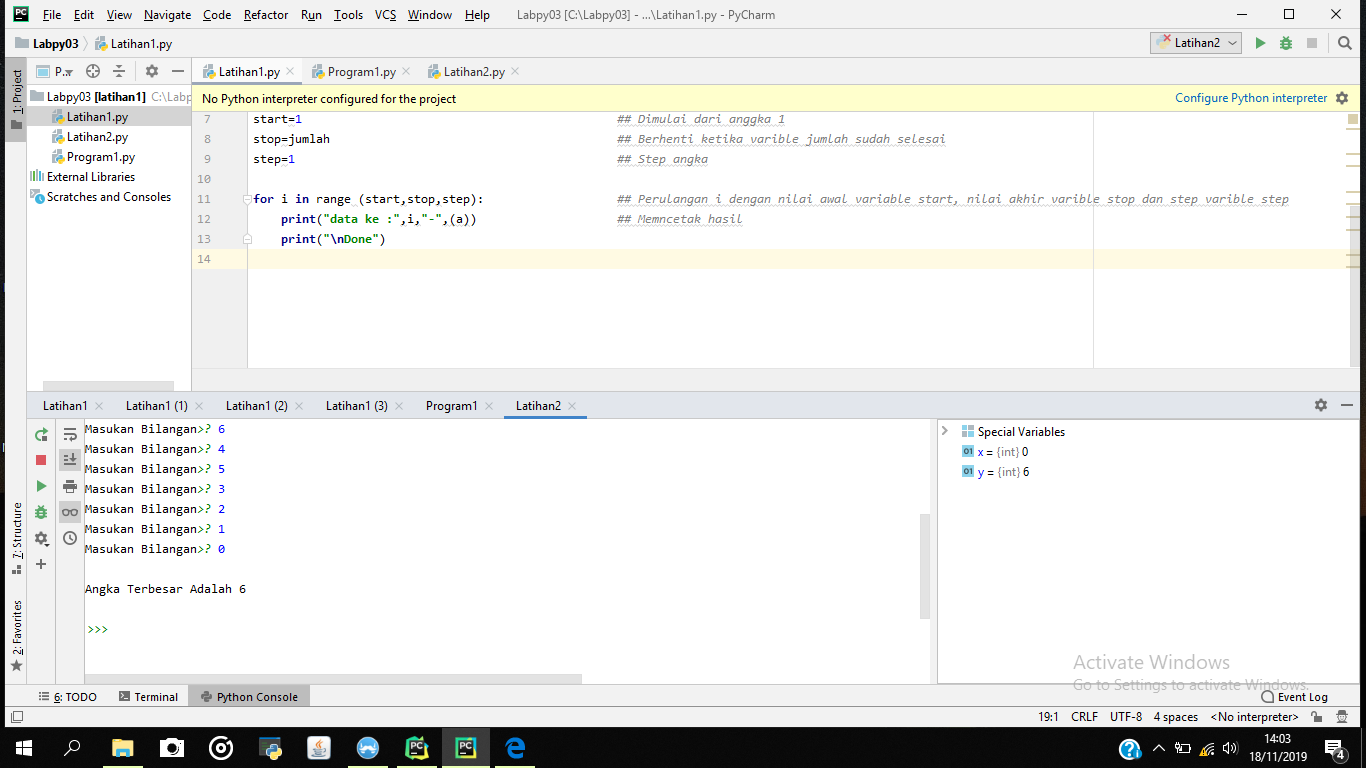 File Edit View Navigate Code Refactor Run Tools VCS Window Help Labpy03 [C:\Labpy03] - ...\Latihan1.py - PyCharm
Labpy03 Latihan1.py Latihan2
1: Project
P..
Latihan1.py Program1.py Latihan2.py
Labpy03 [latihan1] C:\Labp
Latihan1.py
Latihan2.py
Program1.py
External Libraries
Scratches and Consoles
No Python interpreter configured for the project Configure Python interpreter
7 start=1 ## Dimulai dari anggka 1
8 stop=jumlah ## Berhenti ketika varible jumlah sudah selesai
9 step=1 ## Step angka
10
11 for i in range (start,stop,step): ## Perulangan i dengan nilai awal variable start, nilai akhir varible stop dan step varible step
12 print("data ke :",i,"-",(a)) ## Memncetak hasil
13 print("\nDone")
14
Latihan1 Latihan1 (1) Latihan1 (2) Latihan1 (3) Program1 Latihan2
Masukan Bilangan>? 6
Masukan Bilangan>? 4
Masukan Bilangan>? 5
Masukan Bilangan>? 3
Masukan Bilangan>? 2
Masukan Bilangan>? 1
Masukan Bilangan>? 0
Angka Terbesar Adalah 6
>>>
Special Variables
x = {int} 0
y = {int} 6
7: Structure
2: Favorites
Activate Windows
Go to Settings to activate Windows.
6: TODO Terminal Python Console Event Log
19:1 CRLF UTF-8 4 spaces <No interpreter>
14:03
18/11/2019
4